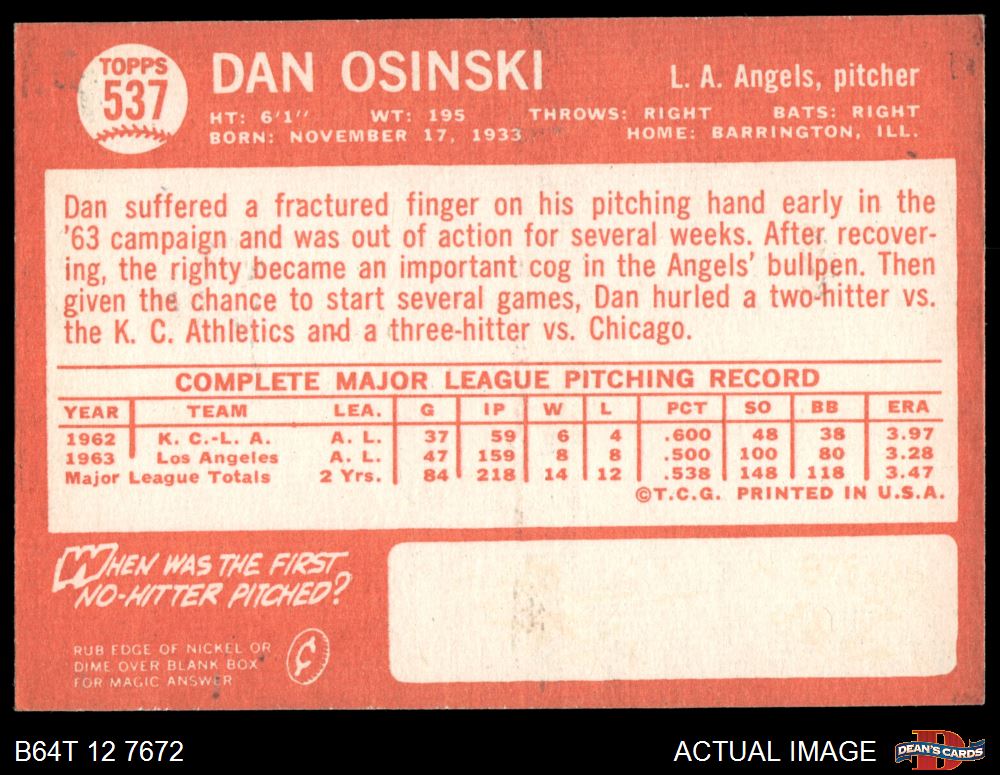 TOPPS
537
DAN OSINSKI
L. A. Angels, pitcher
HT: 6'1" WT: 195 THROWS: RIGHT BATS: RIGHT
BORN: NOVEMBER 17, 1933 HOME: BARRINGTON, ILL.
Dan suffered a fractured finger on his pitching hand early in the
'63 campaign and was out of action for several weeks. After recover-
ing, the righty became an important cog in the Angels' bullpen. Then
given the chance to start several games, Dan hurled a two-hitter vs.
the K. C. Athletics and a three-hitter vs. Chicago.
COMPLETE MAJOR LEAGUE PITCHING RECORD
YEAR TEAM LEA. G IP W L PCT SO BB ERA
1962 K. C.-L. A. A. L. 37 59 6 4 .600 48 38 3.97
1963 Los Angeles A. L. 47 159 8 8 .500 100 80 3.28
Major League Totals 2 Yrs. 84 218 14 12 .538 148 118 3.47
©T.C.G. PRINTED IN U.S.A.
WHEN WAS THE FIRST
NO-HITTER PITCHED?
RUB EDGE OF NICKEL OR
DIME OVER BLANK BOX
FOR MAGIC ANSWER
¢
B64T 12 7672
ACTUAL IMAGE
DEAN'S CARDS